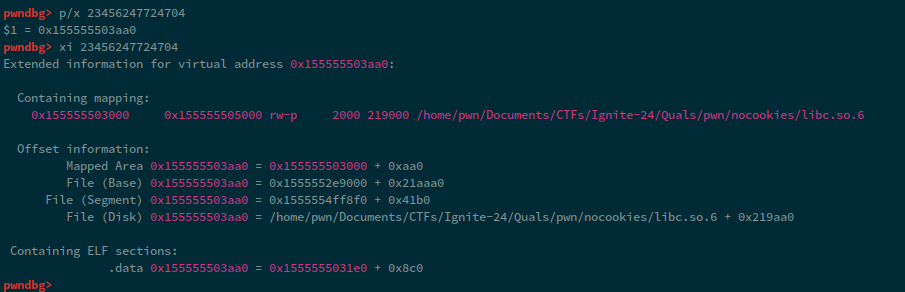 pwndbg> p/x 23456247724704
$1 = 0x155555503aa0
pwndbg> xi 23456247724704
Extended information for virtual address 0x155555503aa0:
Containing mapping:
0x155555503000 0x155555505000 rw-p 2000 219000 /home/pwn/Documents/CTFs/Ignite-24/Quals/pwn/nocookies/libc.so.6
Offset information:
Mapped Area 0x155555503aa0 = 0x155555503000 + 0xaa0
File (Base) 0x155555503aa0 = 0x1555552e9000 + 0x21aaa0
File (Segment) 0x155555503aa0 = 0x1555554ff8f0 + 0x41b0
File (Disk) 0x155555503aa0 = /home/pwn/Documents/CTFs/Ignite-24/Quals/pwn/nocookies/libc.so.6 + 0x219aa0
Containing ELF sections:
.data 0x155555503aa0 = 0x1555555031e0 + 0x8c0
pwndbg>